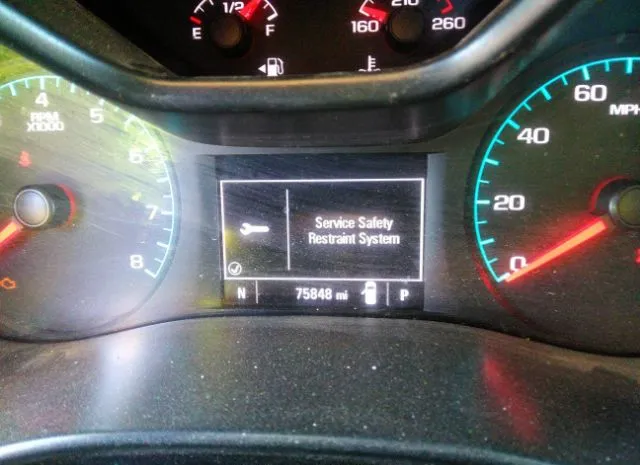 1/2
E F
160 210 260
4 5 6 7 8
RPM
X1000
60
MPH
40
20
0
Service Safety
Restraint System
N 75848 mi P